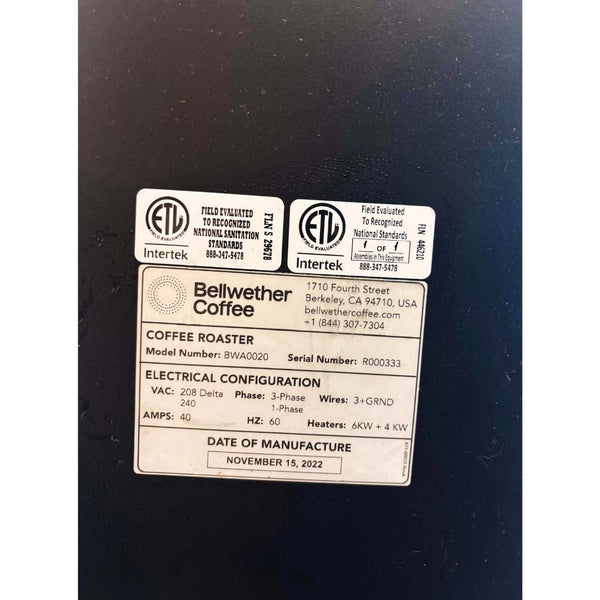 ETL
FIELD EVALUATED
Intertek
FIELD EVALUATED
TO RECOGNIZED
NATIONAL SANITATION
STANDARDS
888-347-5478
FLN S 29678
ETL
FIELD EVALUATED
Intertek
Field Evaluated
To Recognized
National Standards
1 OF 1
Assemblies In This Equipment
888-347-5478
FLN 446210
Bellwether
Coffee
1710 Fourth Street
Berkeley, CA 94710, USA
bellwethercoffee.com
+1 (844) 307-7304
COFFEE ROASTER
Model Number: BWA0020 Serial Number: R000333
ELECTRICAL CONFIGURATION
VAC: 208 Delta Phase: 3-Phase Wires: 3+GRND
240 1-Phase
AMPS: 40 HZ: 60 Heaters: 6KW + 4 KW
DATE OF MANUFACTURE
NOVEMBER 15, 2022